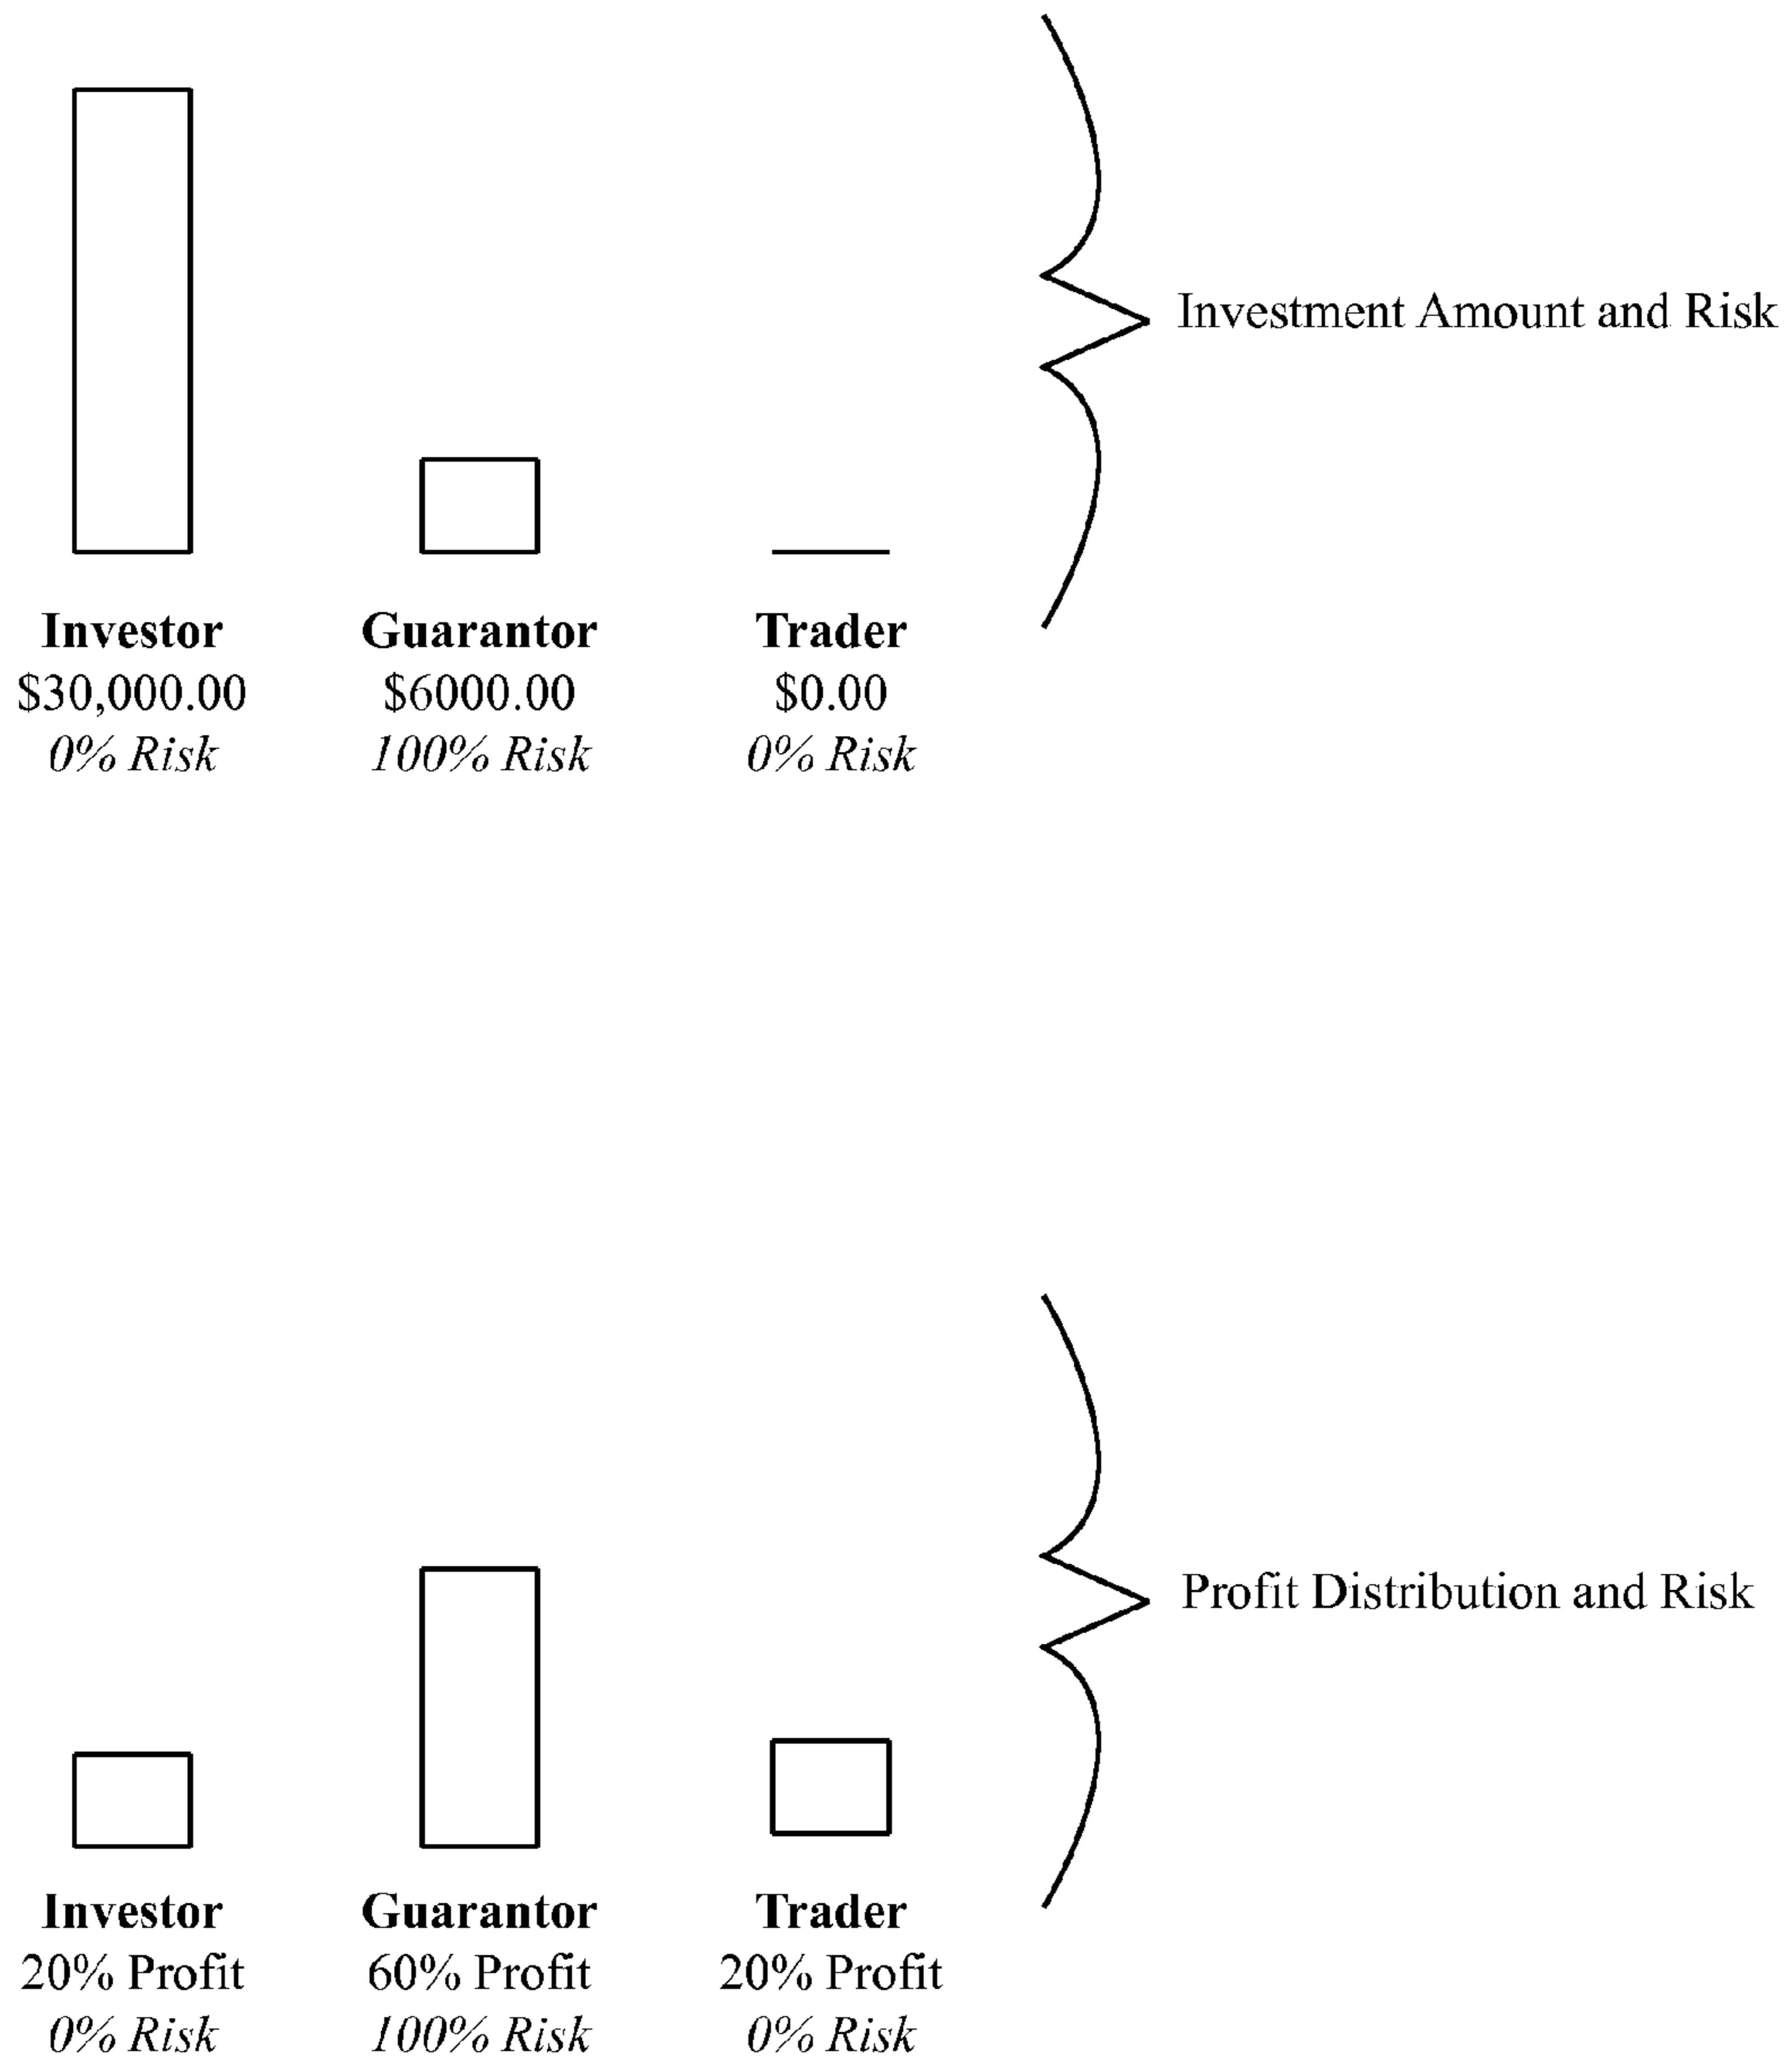 Investment Amount and Risk
Investor
$30,000.00
0% Risk
Guarantor
$6000.00
100% Risk
Trader
$0.00
0% Risk
Profit Distribution and Risk
Investor
20% Profit
0% Risk
Guarantor
60% Profit
100% Risk
Trader
20% Profit
0% Risk